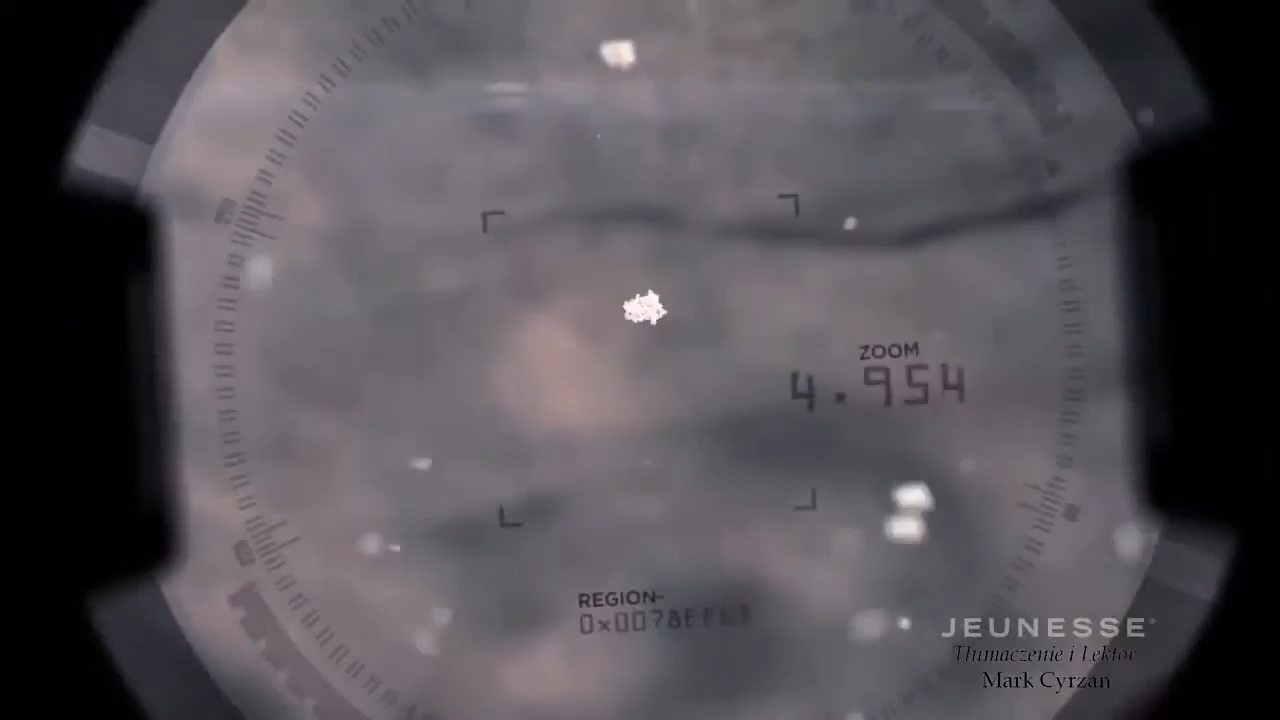 ZOOM
4.954
REGION-
JEUNESSE
Tłumaczenie i Lektor
Mark Cyrzan